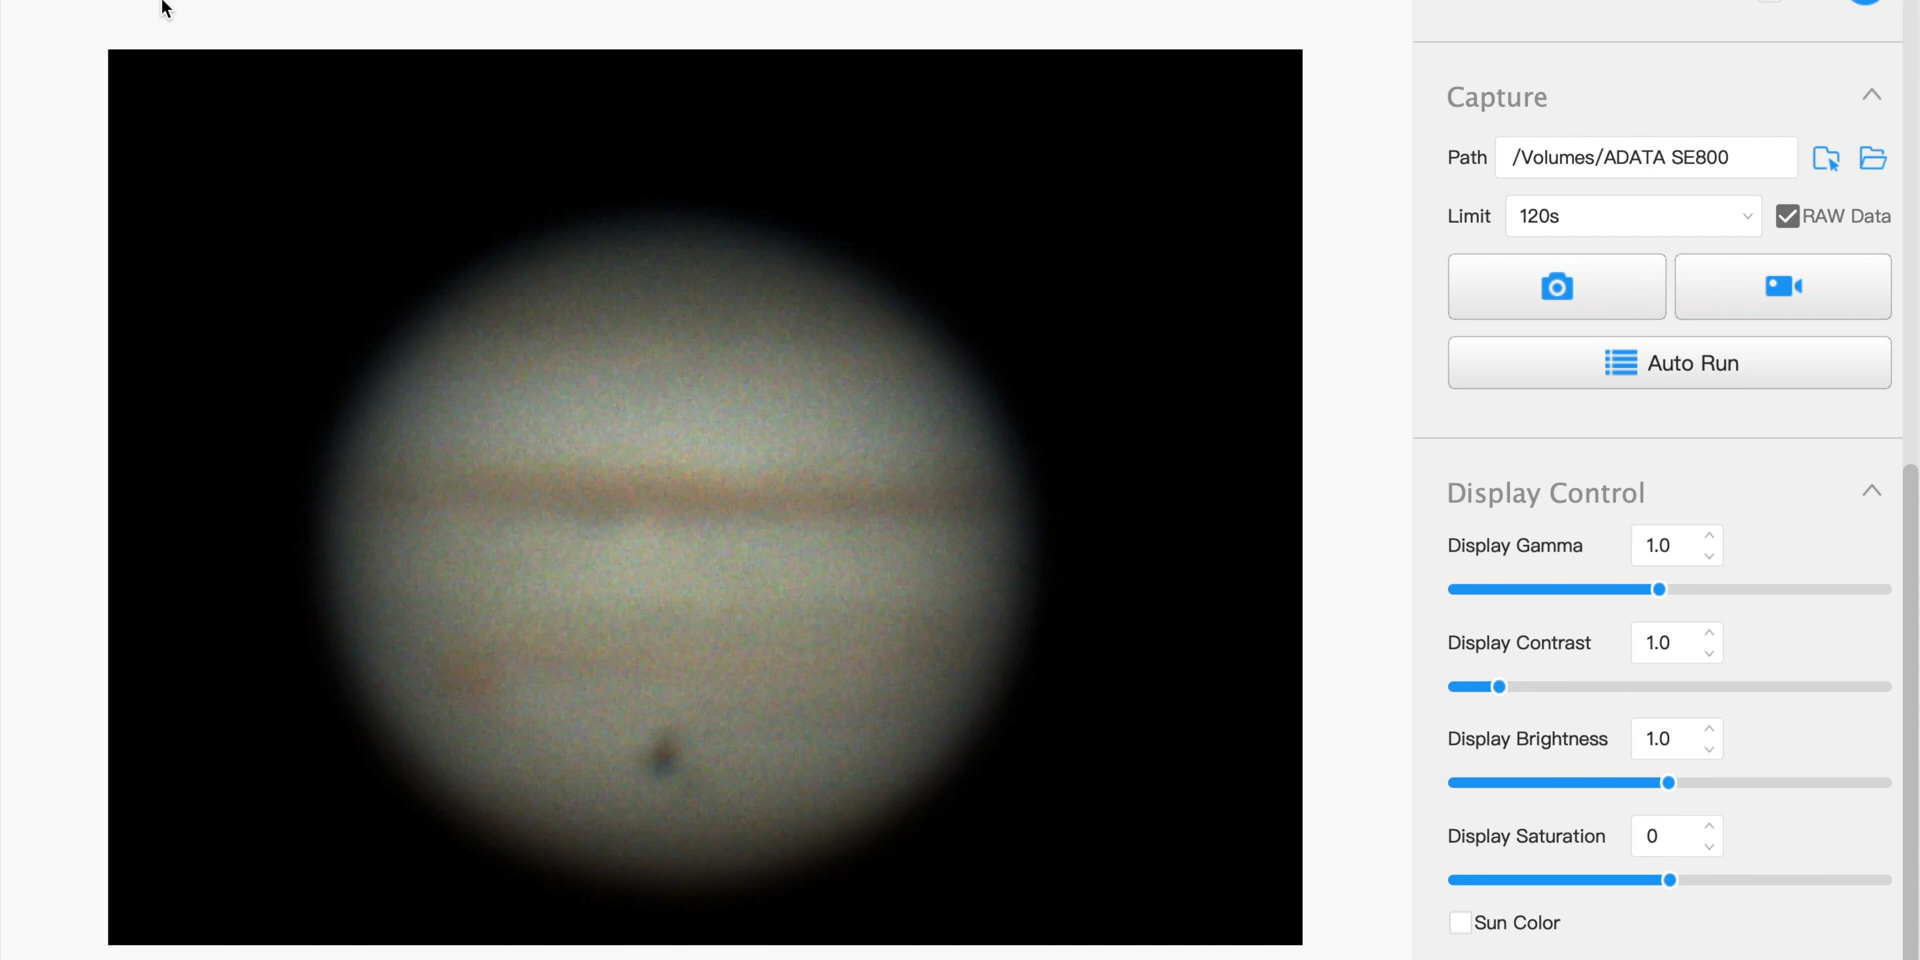 Capture
Path /Volumes/ADATA SE800
Limit 120s RAW Data
Auto Run
Display Control
Display Gamma 1.0
Display Contrast 1.0
Display Brightness 1.0
Display Saturation 0
Sun Color